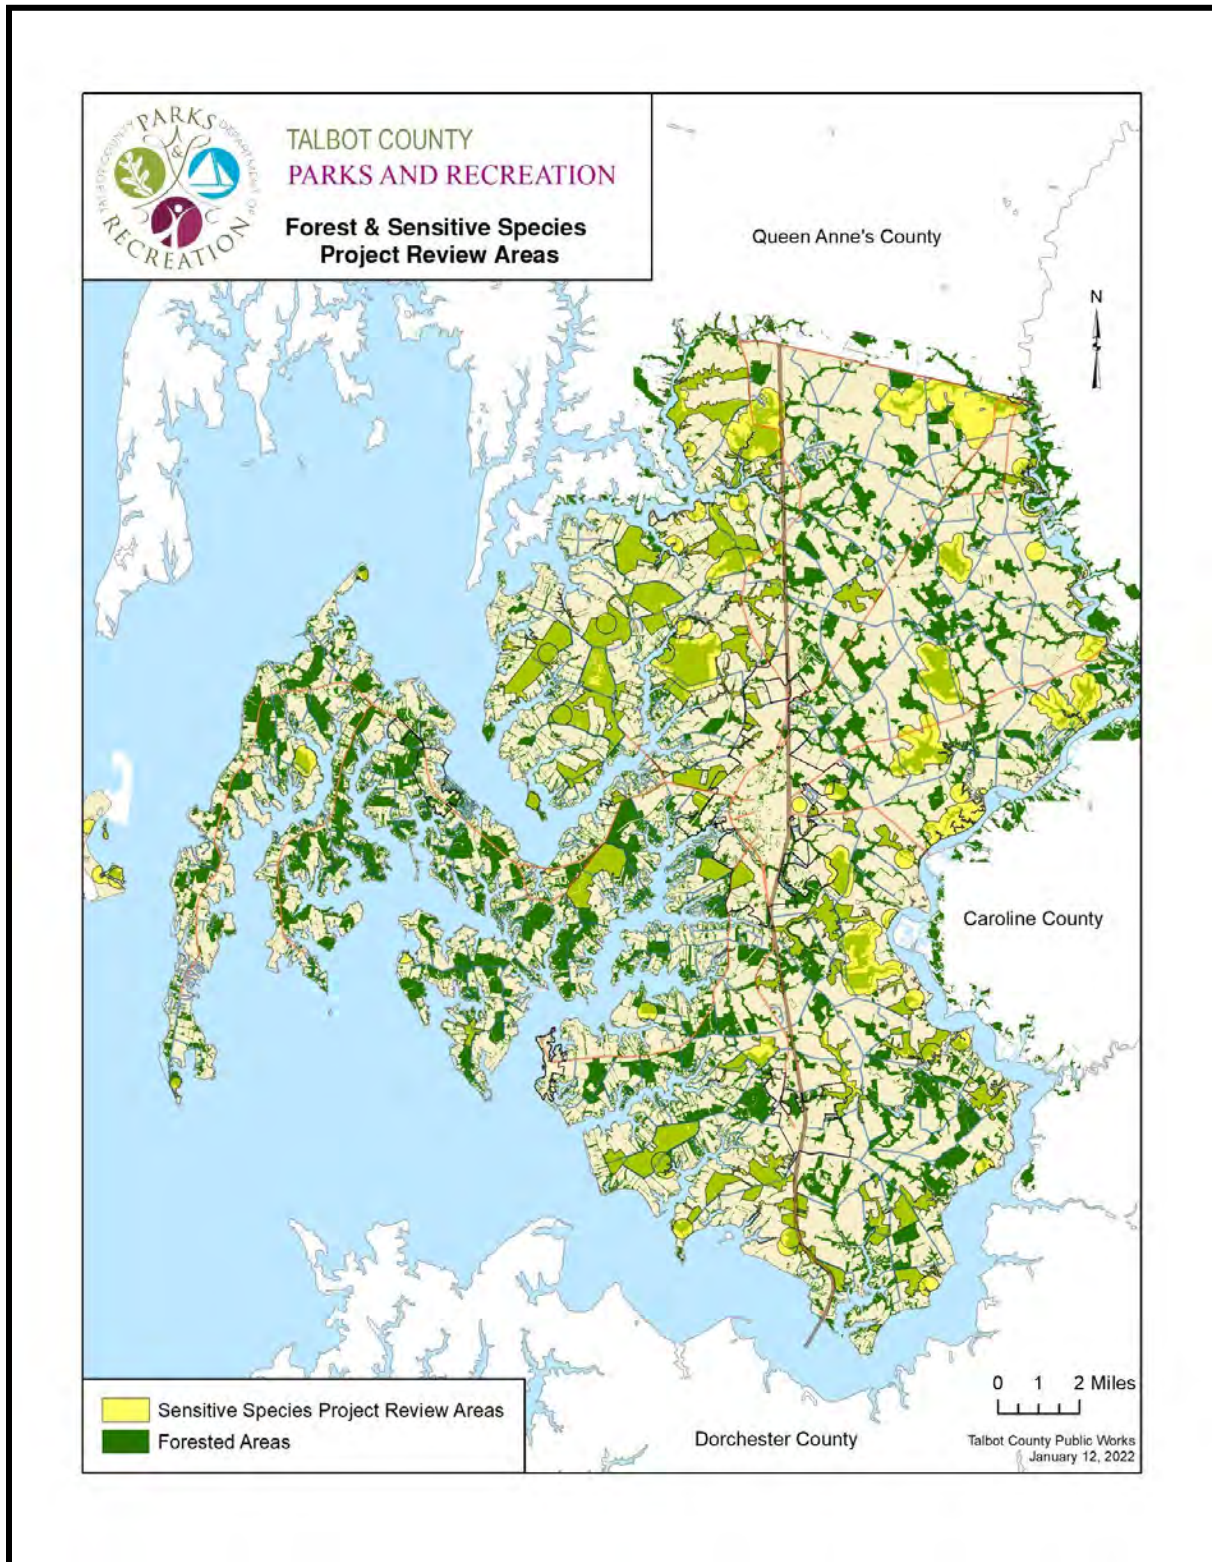 PARKS
&
RECREATION
TALBOT COUNTY
DEPARTMENT OF
TALBOT COUNTY
PARKS AND RECREATION
Forest & Sensitive Species
Project Review Areas
Queen Anne's County
N
Caroline County
Sensitive Species Project Review Areas
Forested Areas
Dorchester County
0 1 2 Miles
Talbot County Public Works
January 12, 2022